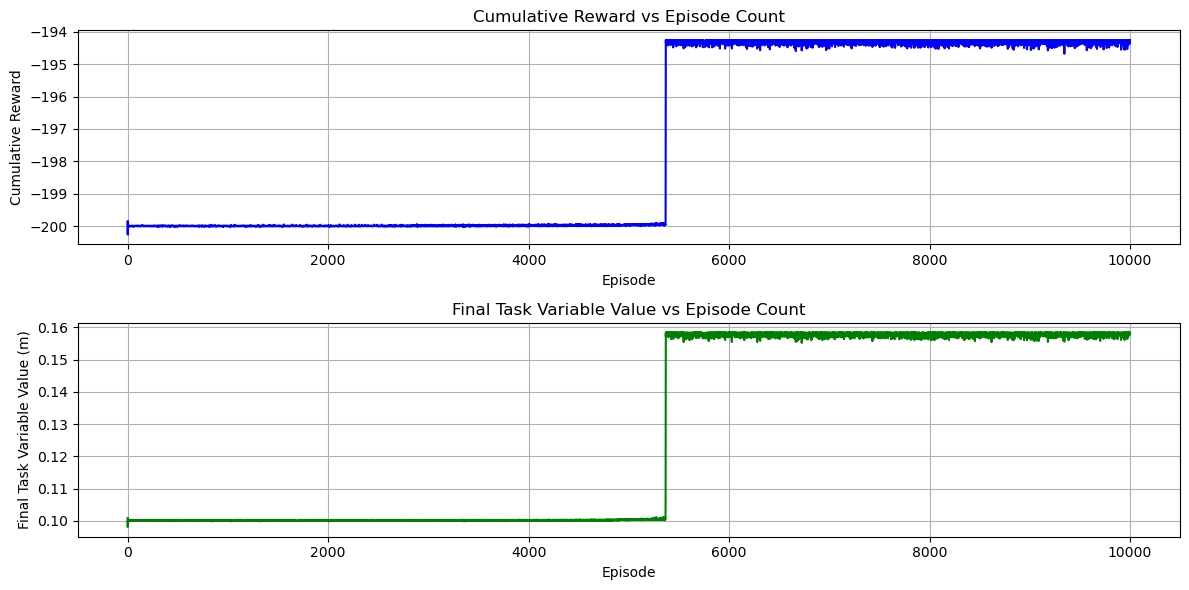 Cumulative Reward vs Episode Count
Cumulative Reward
−194
−195
−196
−197
−198
−199
−200
0 2000 4000 6000 8000 10000
Episode
Final Task Variable Value vs Episode Count
Final Task Variable Value (m)
0.16
0.15
0.14
0.13
0.12
0.11
0.10
0 2000 4000 6000 8000 10000
Episode